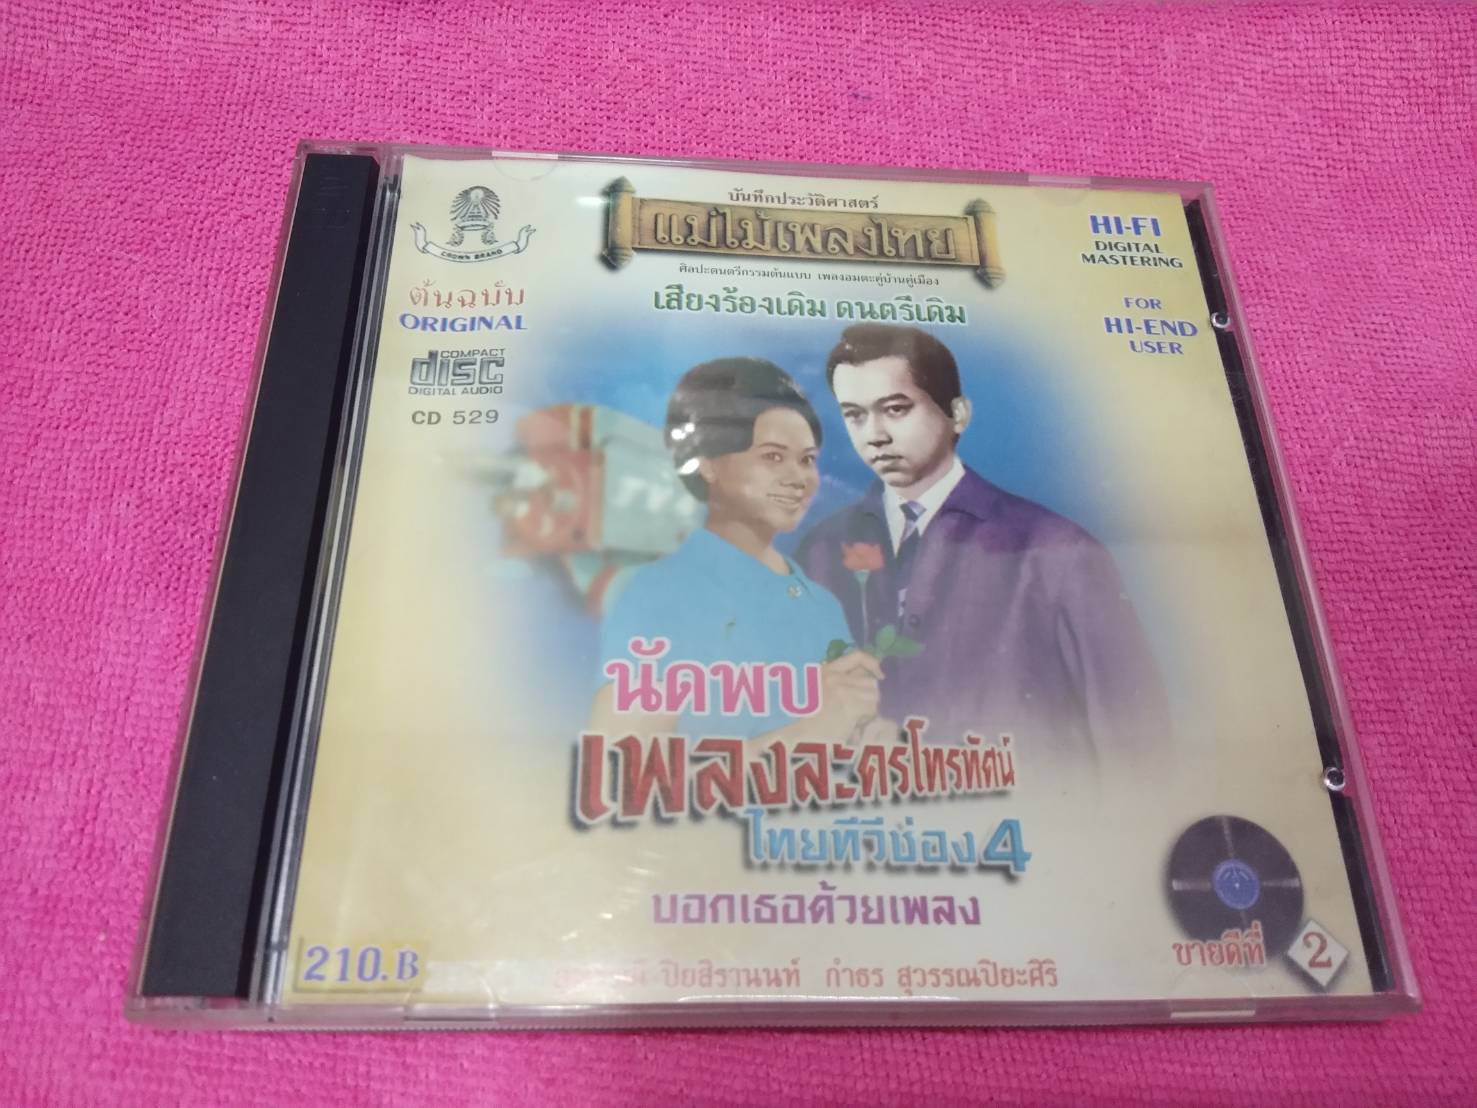 บันทึกประวัติศาสตร์
แม่ไม้เพลงไทย
ศิลปะดนตรีกรรมต้นแบบ เพลงอมตะคู่บ้านคู่เมือง
เสียงร้องเดิม ดนตรีเดิม
CROWN BRAND
ต้นฉบับ
ORIGINAL
COMPACT
disc
DIGITAL AUDIO
CD 529
HI-FI
DIGITAL
MASTERING
FOR
HI-END
USER
นัดพบ
เพลงละครโทรทัศน์
ไทยทีวีช่อง 4
บอกเธอด้วยเพลง
ขายดีที่ 2
210.B
ปิยสิรานนท์ กำธร สุวรรณปิยะศิริ